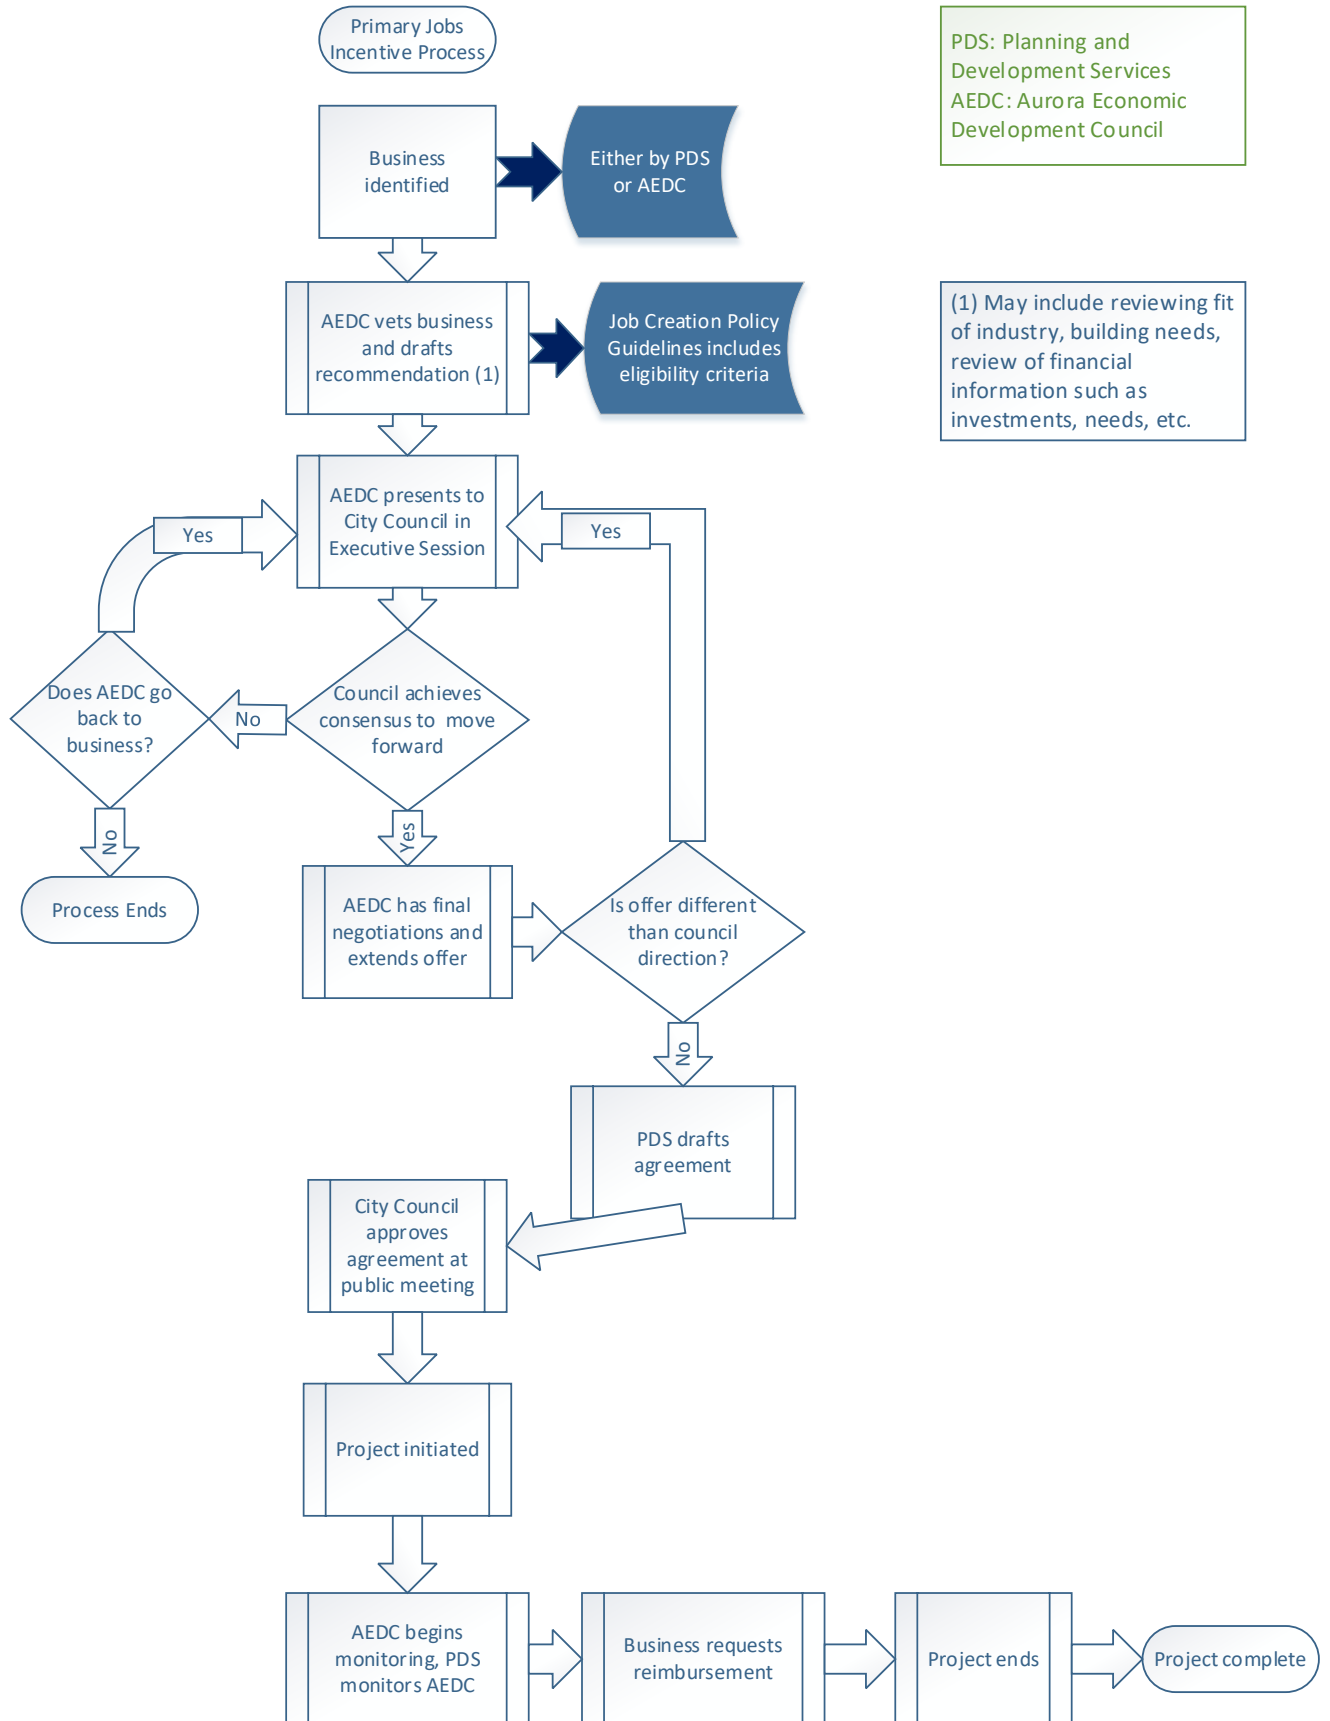 Primary Jobs
Incentive Process
PDS: Planning and
Development Services
AEDC: Aurora Economic
Development Council
Business
identified
Either by PDS
or AEDC
AEDC vets business
and drafts
recommendation (1)
Job Creation Policy
Guidelines includes
eligibility criteria
(1) May include reviewing fit
of industry, building needs,
review of financial
information such as
investments, needs, etc.
AEDC presents to
City Council in
Executive Session
Yes
Yes
Does AEDC go
back to
business?
No
Council achieves
consensus to move
forward
No
Yes
Process Ends
AEDC has final
negotiations and
extends offer
Is offer different
than council
direction?
No
PDS drafts
agreement
City Council
approves
agreement at
public meeting
Project initiated
AEDC begins
monitoring, PDS
monitors AEDC
Business requests
reimbursement
Project ends
Project complete